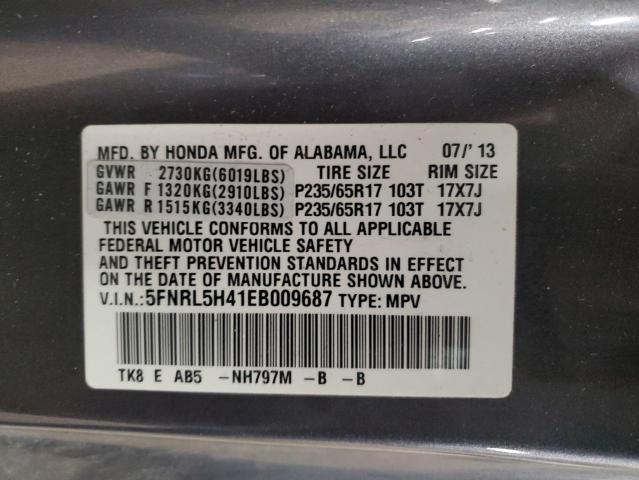 MFD. BY HONDA MFG. OF ALABAMA, LLC 07/'13
GVWR 2730KG(6019LBS) TIRE SIZE RIM SIZE
GAWR F 1320KG(2910LBS) P235/65R17 103T 17X7J
GAWR R 1515KG(3340LBS) P235/65R17 103T 17X7J
THIS VEHICLE CONFORMS TO ALL APPLICABLE
FEDERAL MOTOR VEHICLE SAFETY
AND THEFT PREVENTION STANDARDS IN EFFECT
ON THE DATE OF MANUFACTURE SHOWN ABOVE.
V.I.N.: 5FNRL5H41EB009687 TYPE: MPV
TK8 E AB5 -NH797M -B -B